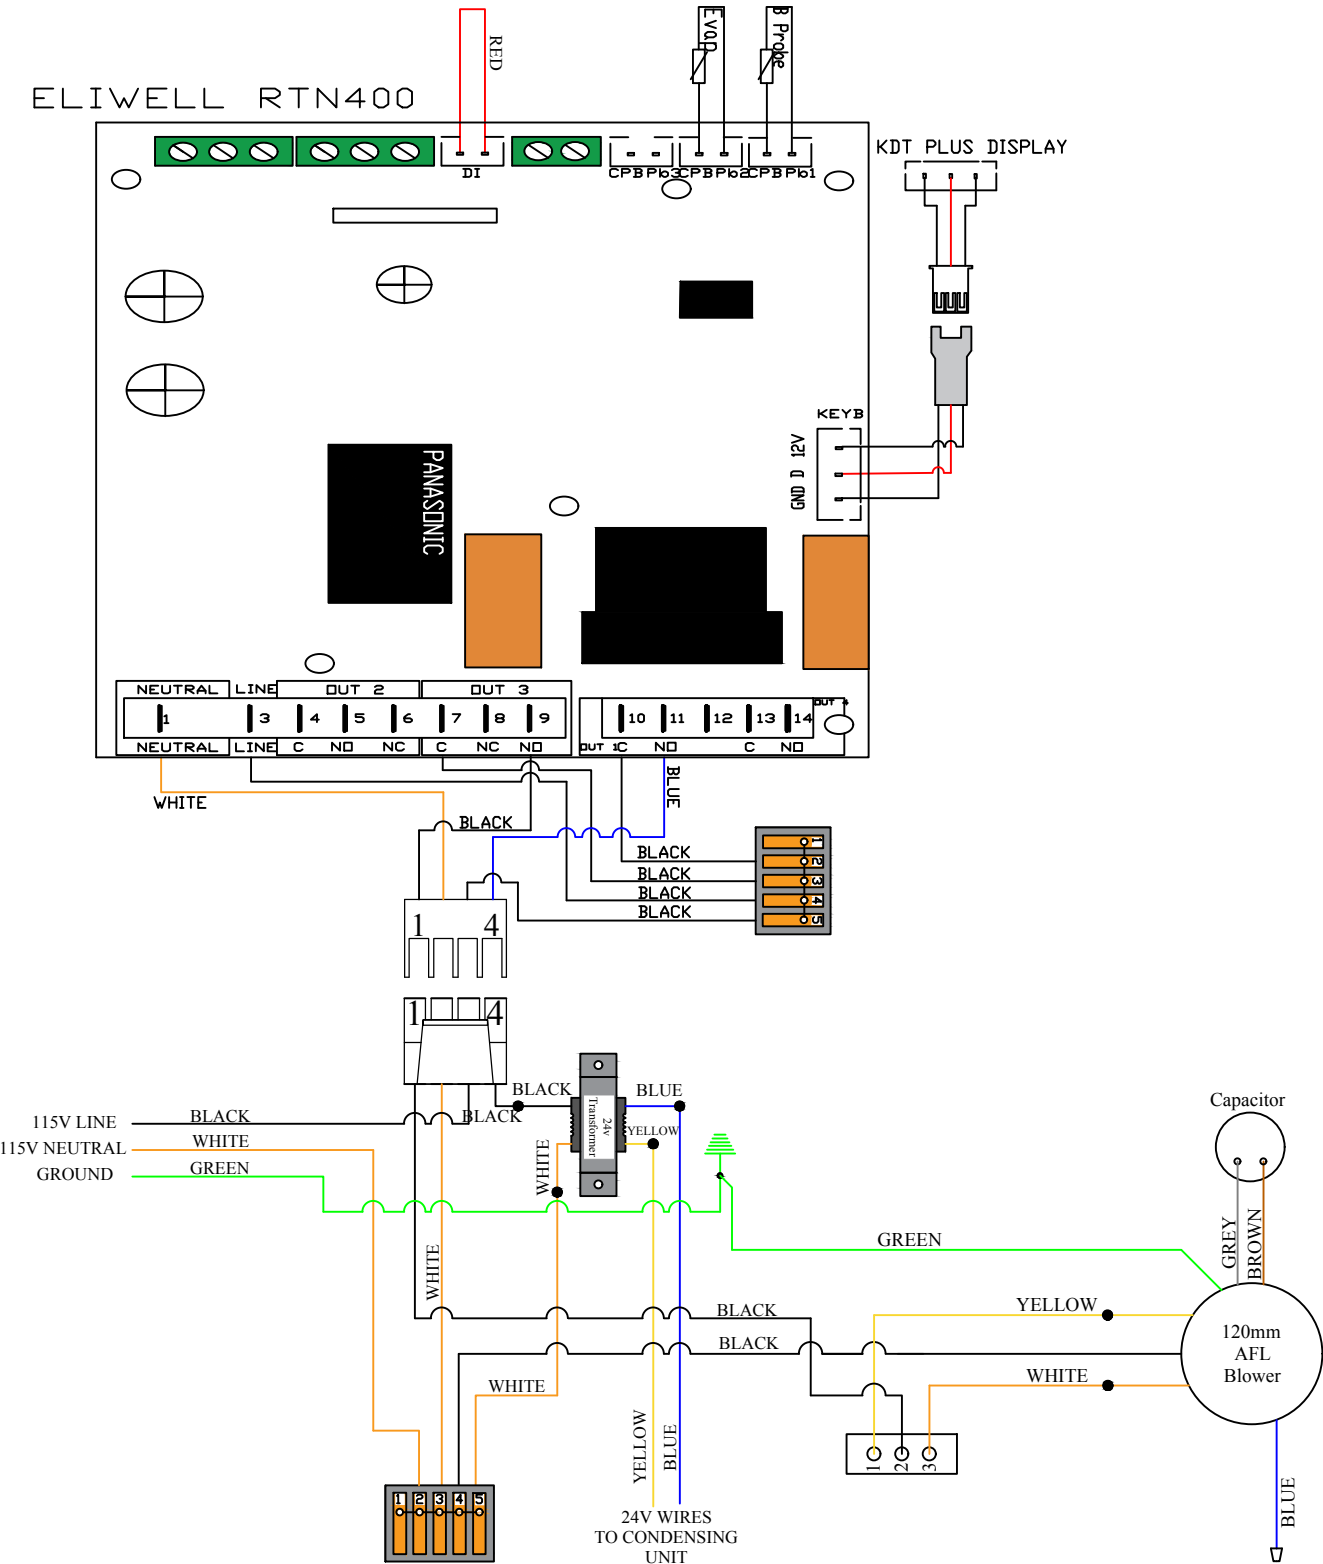 RED
Evap
B Probe
ELIWELL RTN400
KDT PLUS DISPLAY
DI
CPB Pb3
CPB Pb2
CPB Pb1
KEYB
GND D 12V
PANASONIC
NEUTRAL LINE OUT 2 OUT 3
OUT 4
1 3 4 5 6 7 8 9
10 11 12 13 14
NEUTRAL LINE C NO NC C NC NO
OUT 1 C NO C NO
WHITE
BLUE
BLACK
BLACK
BLACK
BLACK
BLACK
1
2
3
4
5
1 4
1 4
BLACK
BLUE
24v
Transformer
YELLOW
WHITE
115V LINE
BLACK
BLACK
115V NEUTRAL
WHITE
GROUND
GREEN
Capacitor
GREY
BROWN
GREEN
WHITE
BLACK
YELLOW
BLACK
120mm
AFL
Blower
WHITE
WHITE
1 2 3
YELLOW
BLUE
BLUE
1 2 3 4 5
24V WIRES
TO CONDENSING
UNIT